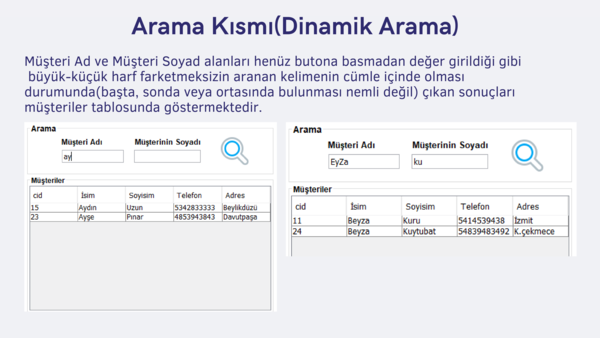 Arama Kısmı(Dinamik Arama)
Müşteri Ad ve Müşteri Soyad alanları henüz butona basmadan değer girildiği gibi
büyük-küçük harf farketmeksizin aranan kelimenin cümle içinde olması
durumunda(başta, sonda veya ortasında bulunması nemli değil) çıkan sonuçları
müşteriler tablosunda göstermektedir.
Arama
Müşteri Adı Müşterinin Soyadı
ay
Müşteriler
cid İsim Soyisim Telefon Adres
15 Aydın Uzun 5342833333 Beylikdüzü
23 Ayşe Pınar 4853943843 Davutpaşa
Arama
Müşteri Adı Müşterinin Soyadı
EyZa ku
Müşteriler
cid İsim Soyisim Telefon Adres
11 Beyza Kuru 5414539438 İzmit
24 Beyza Kuytubat 54839483492 K.çekmece